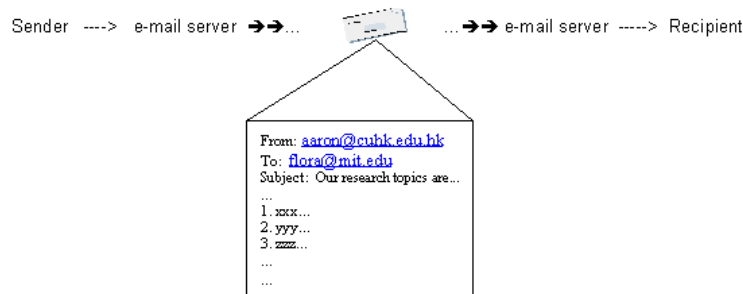 Sender ----> e-mail server ➔➔... ...➔➔ e-mail server -----> Recipient
From: aaron@cuhk.edu.hk
To: flora@mit.edu
Subject: Our research topics are...
...
1. xxx...
2. yyy...
3. zzz...
...
...